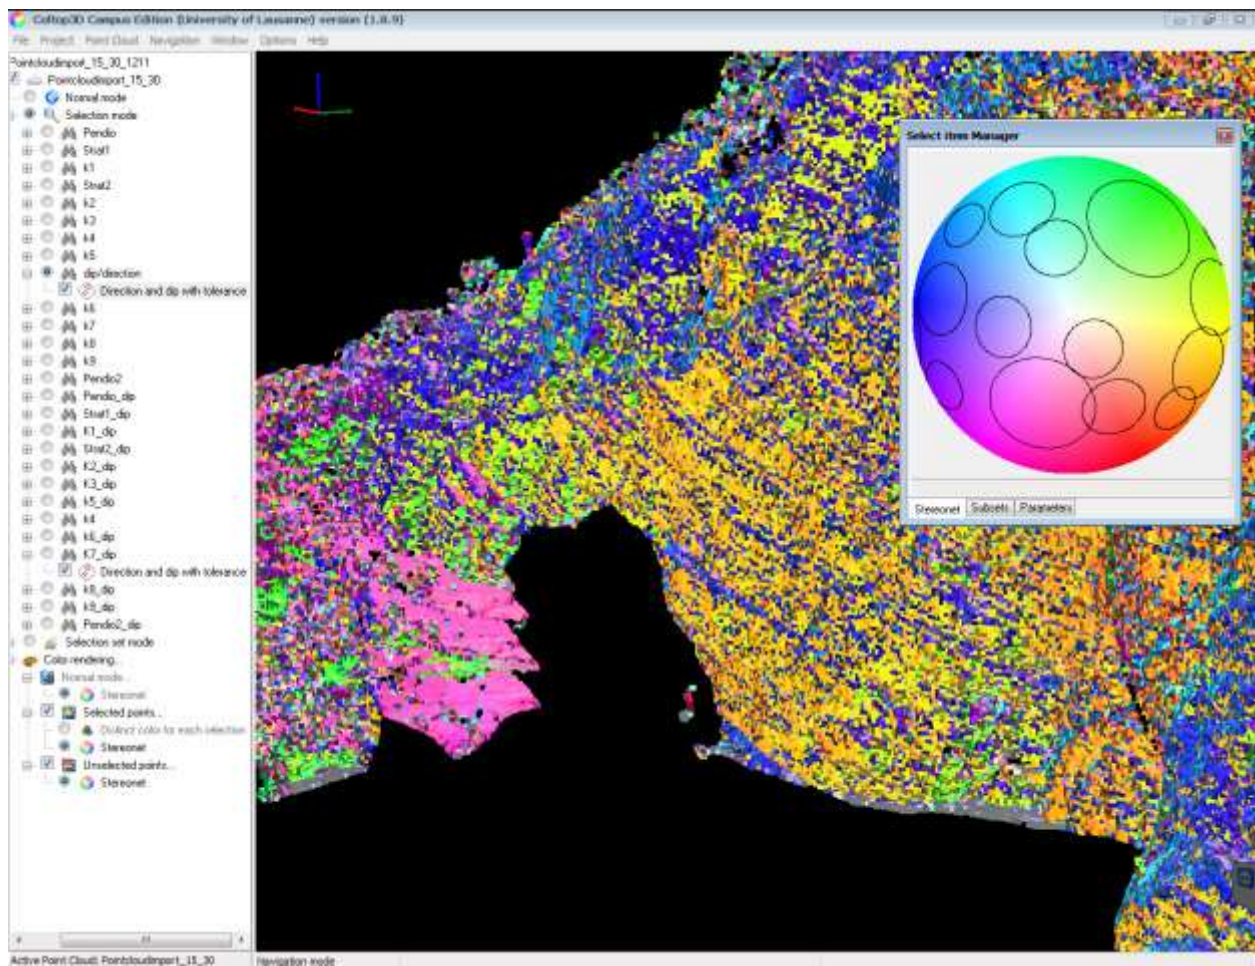 Coltop3D Campus Edition (University of Lausanne) version (1.8.9)
File Project Point Cloud Navigation Window Options Help
Pointcloudimport_15_30_1211
Pointcloudimport_15_30
Normal mode
Selection mode
Pendio
Strat1
k1
Strat2
k2
k3
k4
k5
dip/direction
Direction and dip with tolerance
k6
k7
k8
k9
Pendio2
Pendio_dip
Strat1_dip
K1_dip
Strat2_dip
K2_dip
K3_dip
k5_dip
k4
k6_dip
K7_dip
Direction and dip with tolerance
k8_dip
k9_dip
Pendio2_dip
Selection set mode
Color rendering...
Normal mode...
Stereonet
Selected points...
Distinct color for each selection
Stereonet
Unselected points...
Stereonet
Select item Manager
Stereonet Subsets Parameters
Active Point Cloud: Pointcloudimport_15_30 Navigation mode